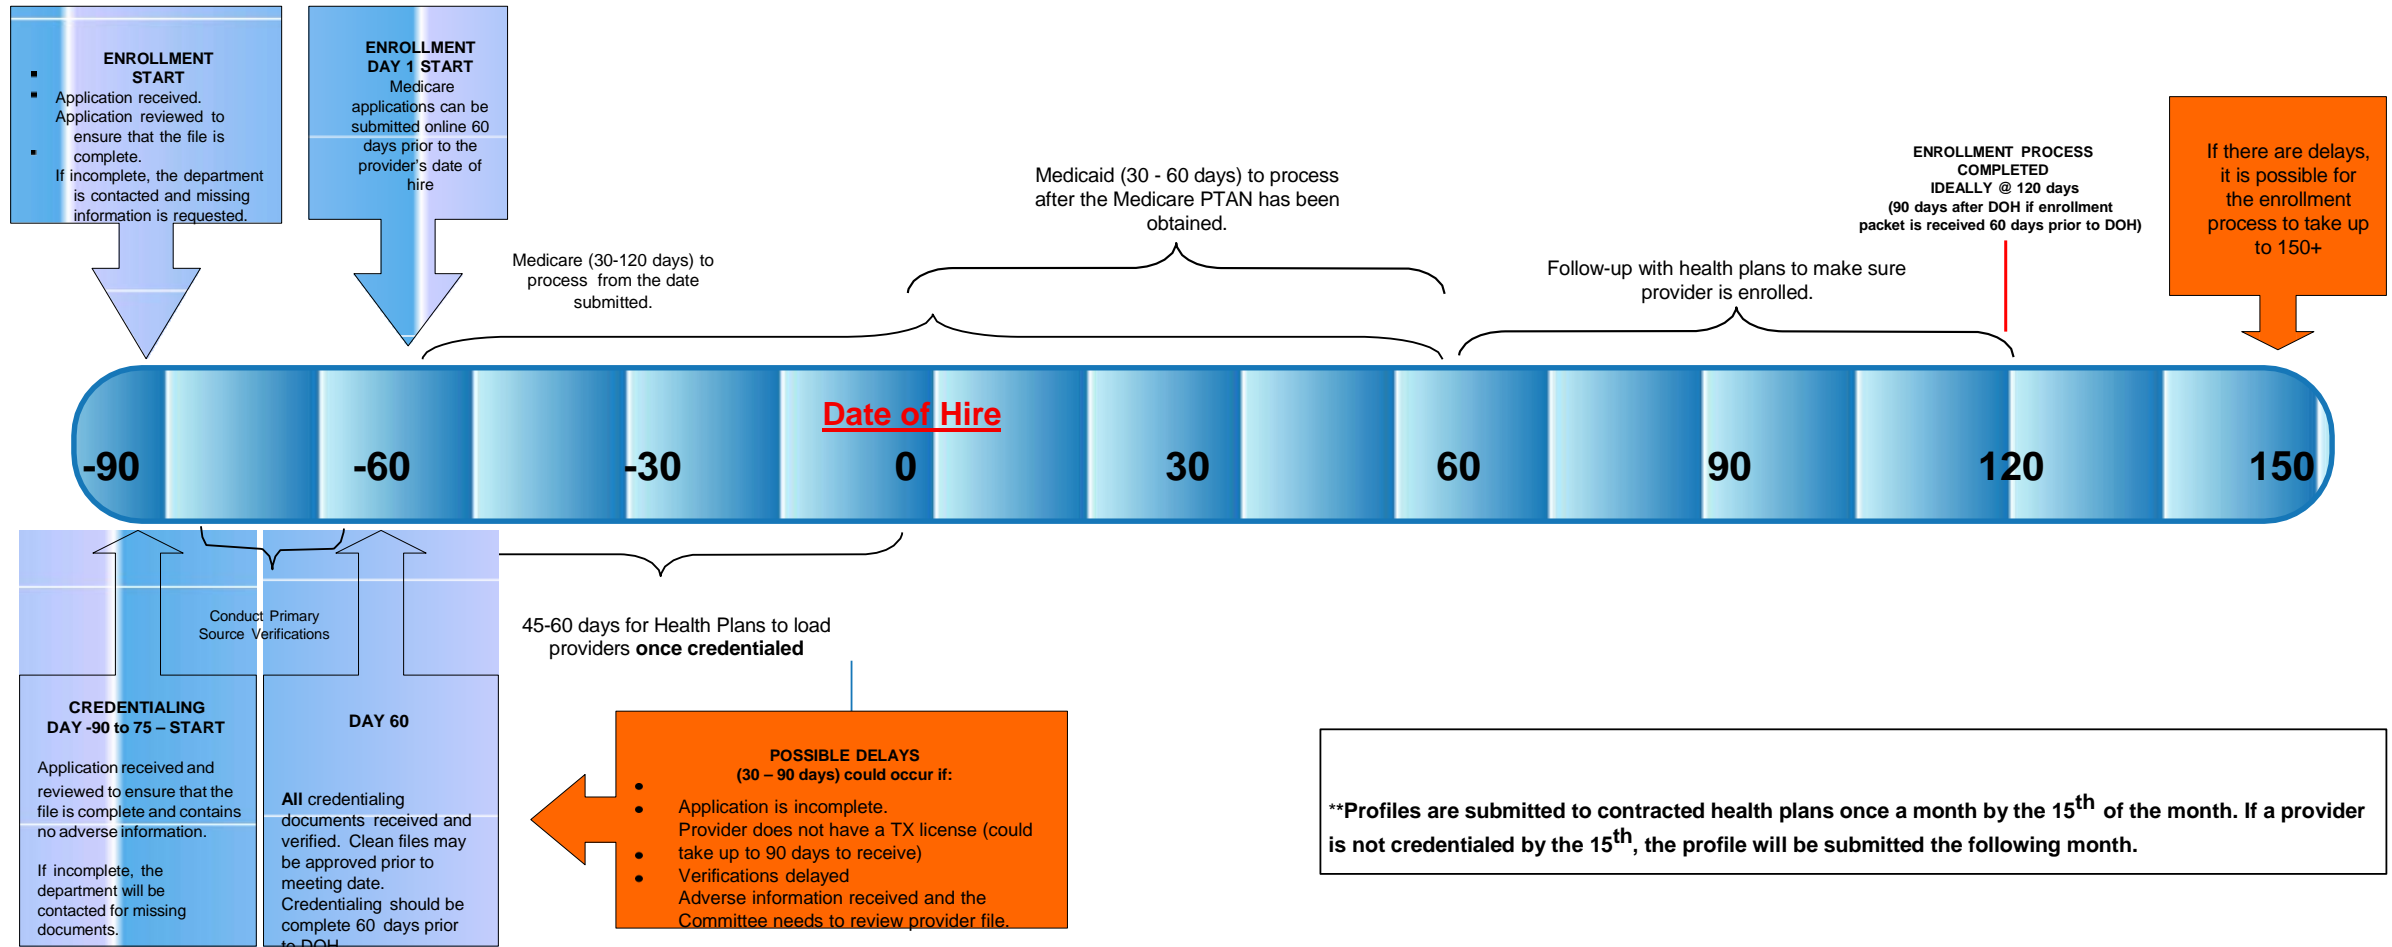 ENROLLMENT
START
▪
▪ Application received.
Application reviewed to
ensure that the file is
▪ complete.
If incomplete, the department
is contacted and missing
information is requested.
ENROLLMENT
DAY 1 START
Medicare
applications can be
submitted online 60
days prior to the
provider’s date of
hire
Medicare (30-120 days) to
process from the date
submitted.
Medicaid (30 - 60 days) to process
after the Medicare PTAN has been
obtained.
Follow-up with health plans to make sure
provider is enrolled.
ENROLLMENT PROCESS
COMPLETED
IDEALLY @ 120 days
(90 days after DOH if enrollment
packet is received 60 days prior to DOH)
If there are delays,
it is possible for
the enrollment
process to take up
to 150+
Date of Hire
-90 -60 -30 0 30 60 90 120 150
Conduct Primary
Source Verifications
CREDENTIALING
DAY -90 to 75 – START
Application received and
reviewed to ensure that the
file is complete and contains
no adverse information.
If incomplete, the
department will be
contacted for missing
documents.
DAY 60
All credentialing
documents received and
verified. Clean files may
be approved prior to
meeting date.
Credentialing should be
complete 60 days prior
to DOH
45-60 days for Health Plans to load
providers once credentialed
POSSIBLE DELAYS
(30 – 90 days) could occur if:
•
• Application is incomplete.
Provider does not have a TX license (could
• take up to 90 days to receive)
• Verifications delayed
Adverse information received and the
Committee needs to review provider file.
**Profiles are submitted to contracted health plans once a month by the 15th of the month. If a provider
is not credentialed by the 15th, the profile will be submitted the following month.